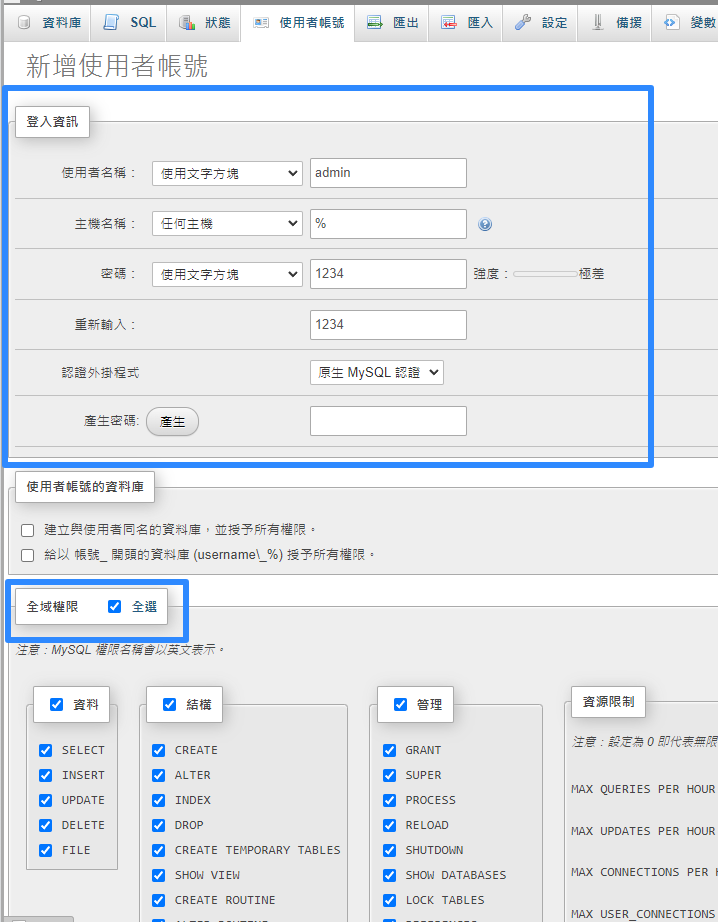 資料庫 SQL 狀態 使用者帳號 匯出 匯入 設定 備援 變數
新增使用者帳號
登入資訊
使用者名稱： 使用文字方塊 admin
主機名稱： 任何主機 %
密碼： 使用文字方塊 1234 強度： 極差
重新輸入： 1234
認證外掛程式 原生 MySQL 認證
產生密碼: 產生
使用者帳號的資料庫
建立與使用者同名的資料庫，並授予所有權限。
給以 帳號_ 開頭的資料庫 (username\_%) 授予所有權限。
全域權限 全選
注意：MySQL 權限名稱會以英文表示。
資料
SELECT
INSERT
UPDATE
DELETE
FILE
結構
CREATE
ALTER
INDEX
DROP
CREATE TEMPORARY TABLES
SHOW VIEW
CREATE ROUTINE
ALTER ROUTINE
管理
GRANT
SUPER
PROCESS
RELOAD
SHUTDOWN
SHOW DATABASES
LOCK TABLES
REFERENCES
資源限制
注意：設定為 0 即代表無限
MAX QUERIES PER HOUR
MAX UPDATES PER HOUR
MAX CONNECTIONS PER
MAX USER_CONNECTIONS